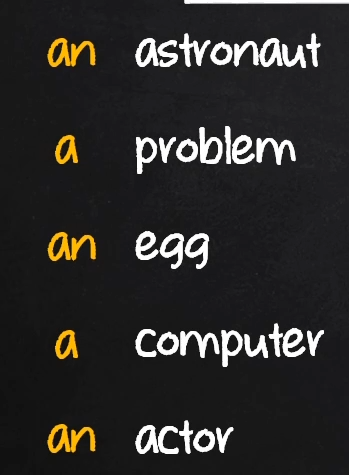 an astronaut
a problem
an egg
a computer
an actor